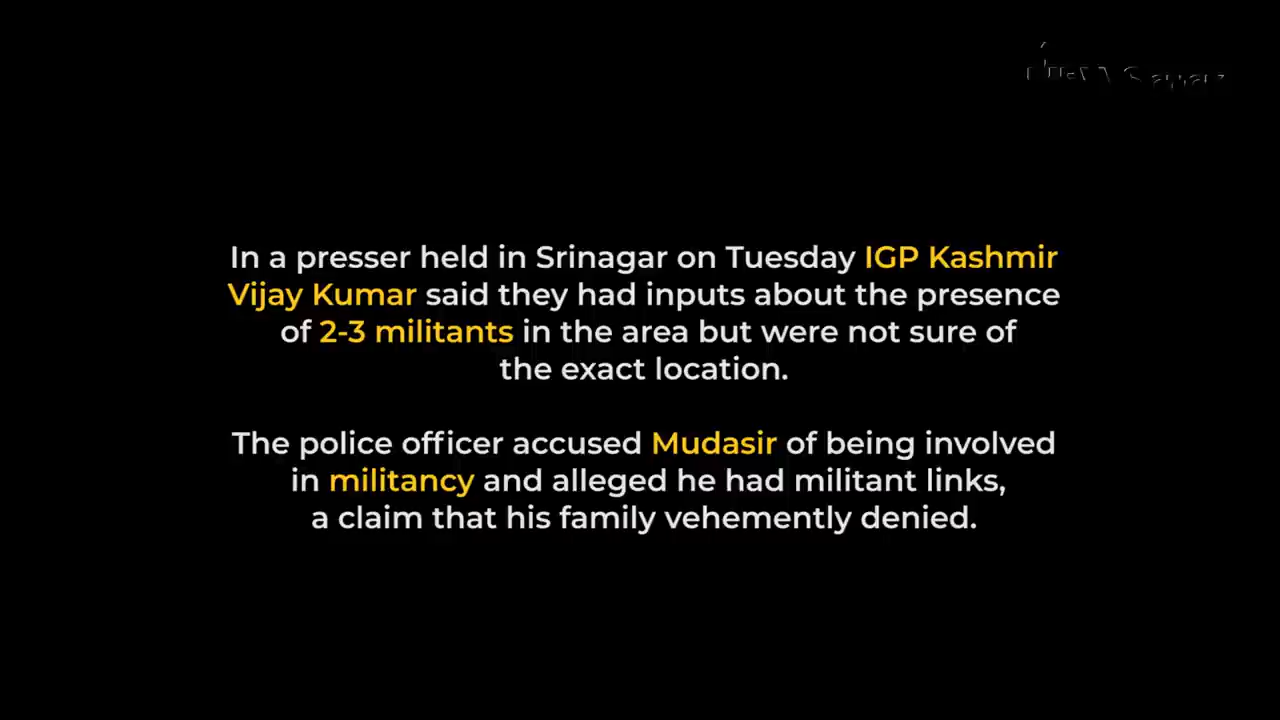 In a presser held in Srinagar on Tuesday IGP Kashmir
Vijay Kumar said they had inputs about the presence
of 2-3 militants in the area but were not sure of
the exact location.
The police officer accused Mudasir of being involved
in militancy and alleged he had militant links,
a claim that his family vehemently denied.